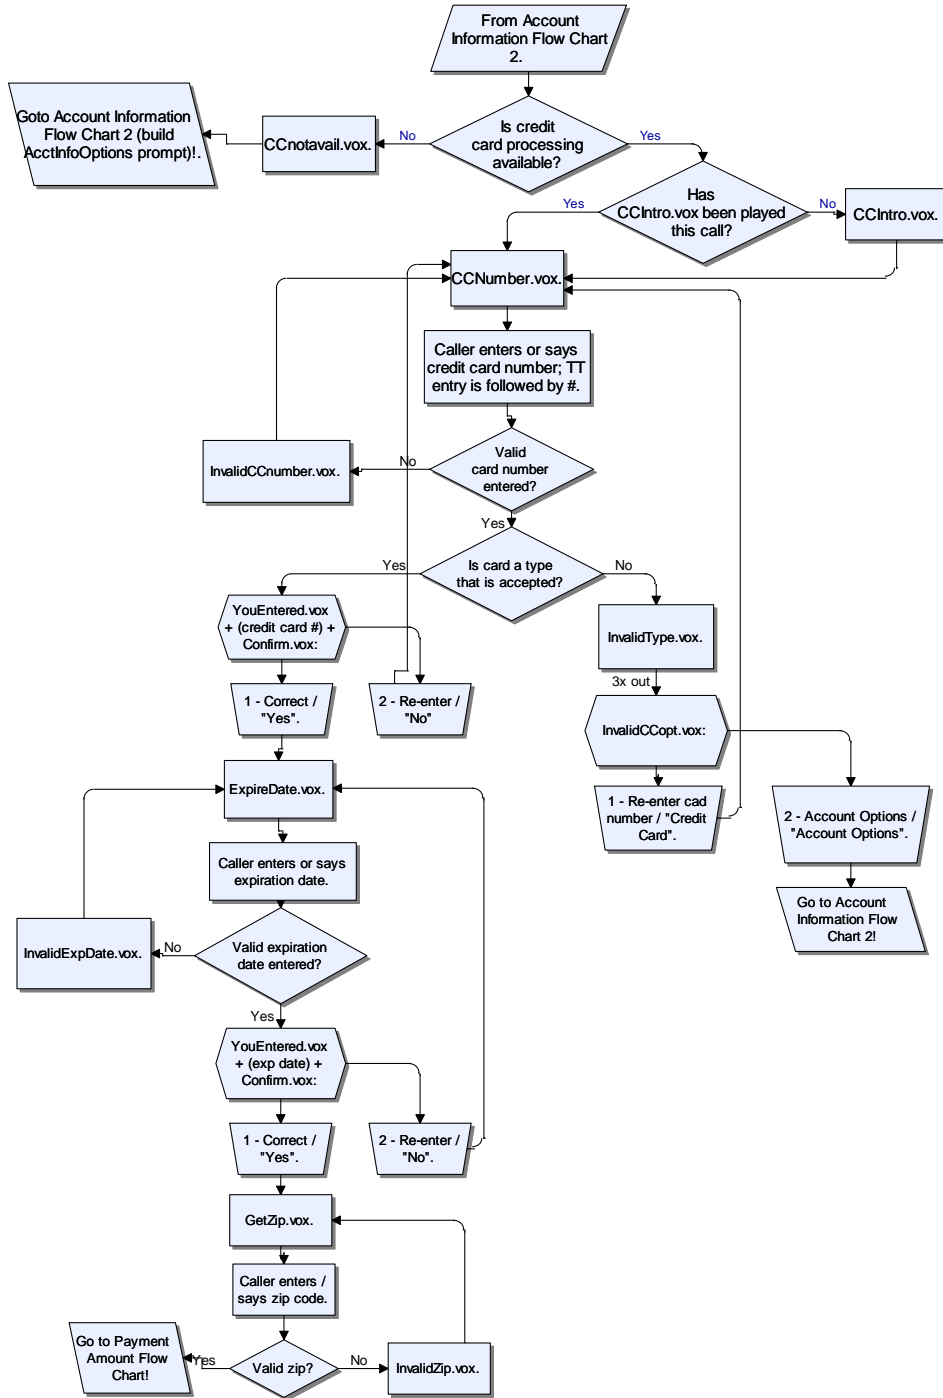 From Account
Information Flow Chart
2.
Goto Account Information
Flow Chart 2 (build
AcctInfoOptions prompt)!.
CCnotavail.vox.
No
Is credit
card processing
available?
Yes
Has
CCIntro.vox been played
this call?
Yes
No
CCIntro.vox.
CCNumber.vox.
Caller enters or says
credit card number; TT
entry is followed by #.
InvalidCCnumber.vox.
No
Valid
card number
entered?
Yes
Yes
Is card a type
that is accepted?
No
YouEntered.vox
+ (credit card #) +
Confirm.vox:
InvalidType.vox.
3x out
1 - Correct /
"Yes".
2 - Re-enter /
"No"
InvalidCCopt.vox:
ExpireDate.vox.
1 - Re-enter cad
number / "Credit
Card".
2 - Account Options /
"Account Options".
Caller enters or says
expiration date.
Go to Account
Information Flow
Chart 2!
InvalidExpDate.vox.
No
Valid expiration
date entered?
Yes
YouEntered.vox
+ (exp date) +
Confirm.vox:
1 - Correct /
"Yes".
2 - Re-enter /
"No".
GetZip.vox.
Caller enters /
says zip code.
Go to Payment
Amount Flow
Chart!
Yes
Valid zip?
No
InvalidZip.vox.